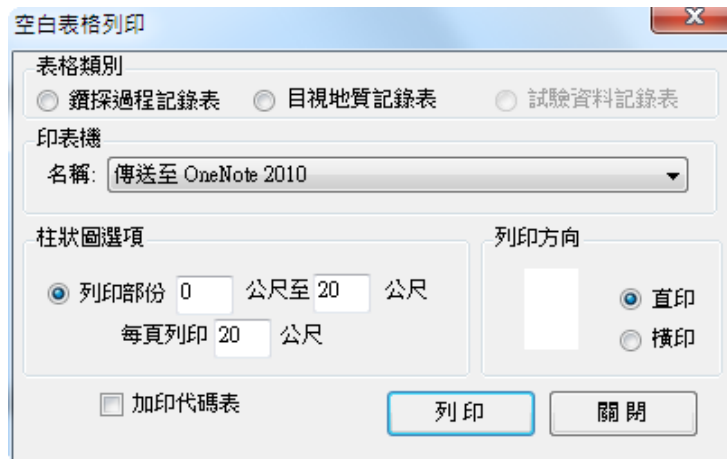 空白表格列印
表格類別
鑽探過程記錄表 目視地質記錄表 試驗資料記錄表
印表機
名稱: 傳送至 OneNote 2010
柱狀圖選項
列印部份 0 公尺至 20 公尺
每頁列印 20 公尺
列印方向
直印
橫印
加印代碼表
列印 關閉